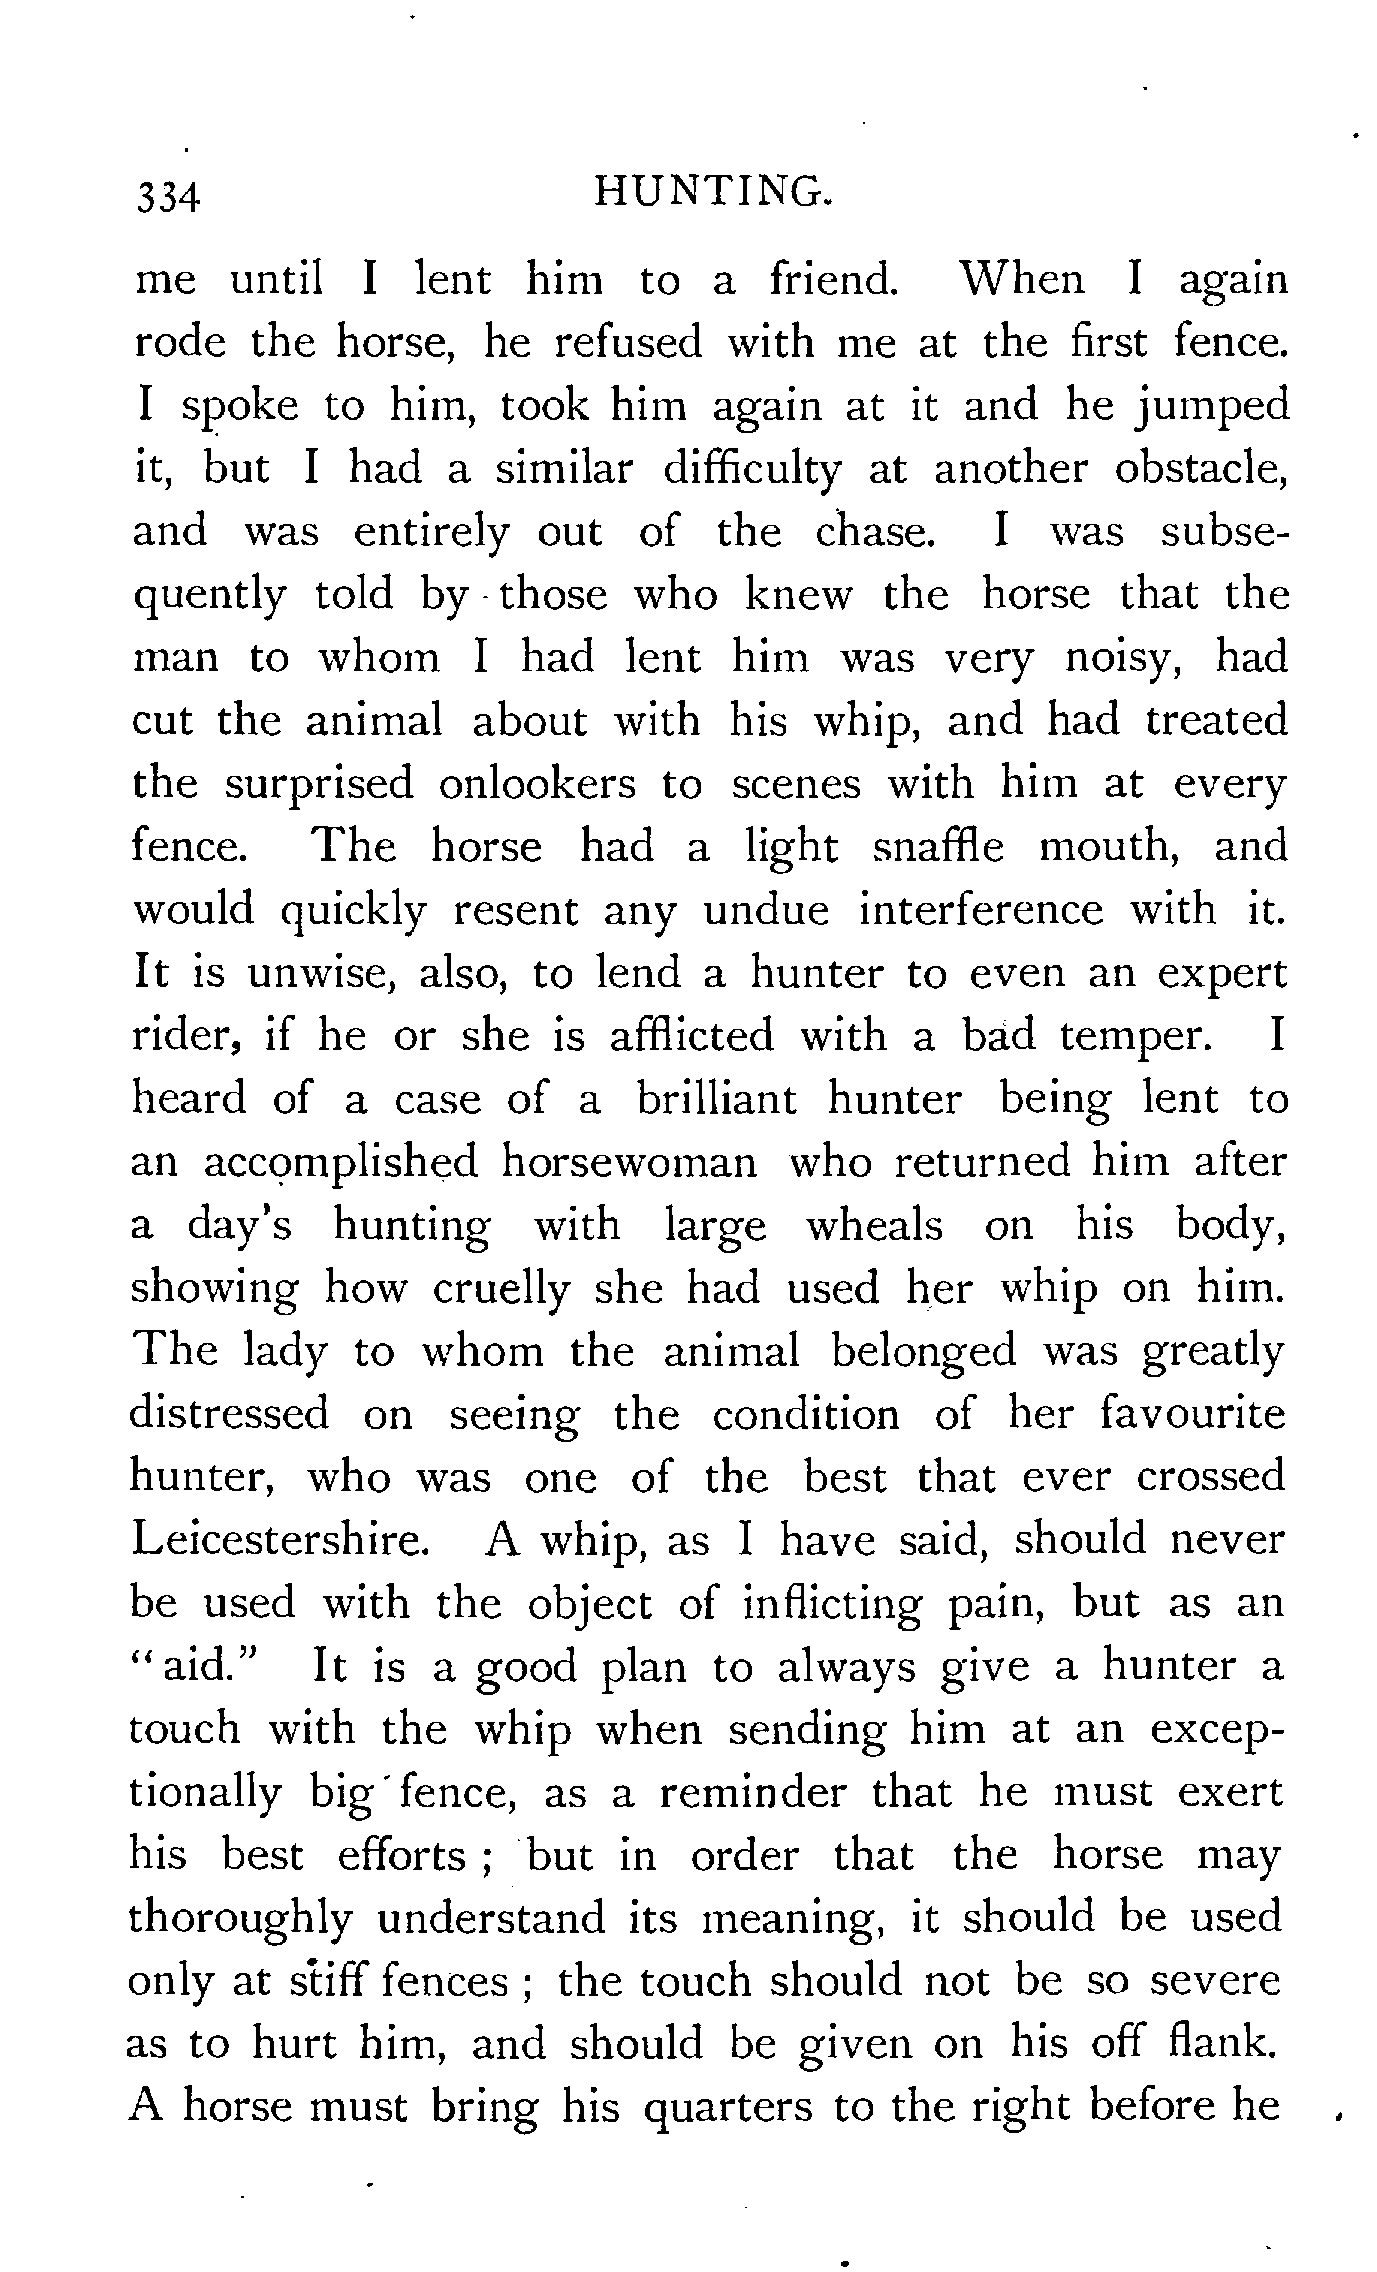 334 HUNTING.
me until I lent him to a friend. When I again
rode the horse, he refused with me at the first fence.
I spoke to him, took him again at it and he jumped
it, but I had a similar difficulty at another obstacle,
and was entirely out of the chase. I was subse-
quently told by those who knew the horse that the
man to whom I had lent him was very noisy, had
cut the animal about with his whip, and had treated
the surprised onlookers to scenes with him at every
fence. The horse had a light snaffle mouth, and
would quickly resent any undue interference with it.
It is unwise, also, to lend a hunter to even an expert
rider, if he or she is afflicted with a bad temper. I
heard of a case of a brilliant hunter being lent to
an accomplished horsewoman who returned him after
a day's hunting with large wheals on his body,
showing how cruelly she had used her whip on him.
The lady to whom the animal belonged was greatly
distressed on seeing the condition of her favourite
hunter, who was one of the best that ever crossed
Leicestershire. A whip, as I have said, should never
be used with the object of inflicting pain, but as an
"aid." It is a good plan to always give a hunter a
touch with the whip when sending him at an excep-
tionally big fence, as a reminder that he must exert
his best efforts ; but in order that the horse may
thoroughly understand its meaning, it should be used
only at stiff fences ; the touch should not be so severe
as to hurt him, and should be given on his off flank.
A horse must bring his quarters to the right before he